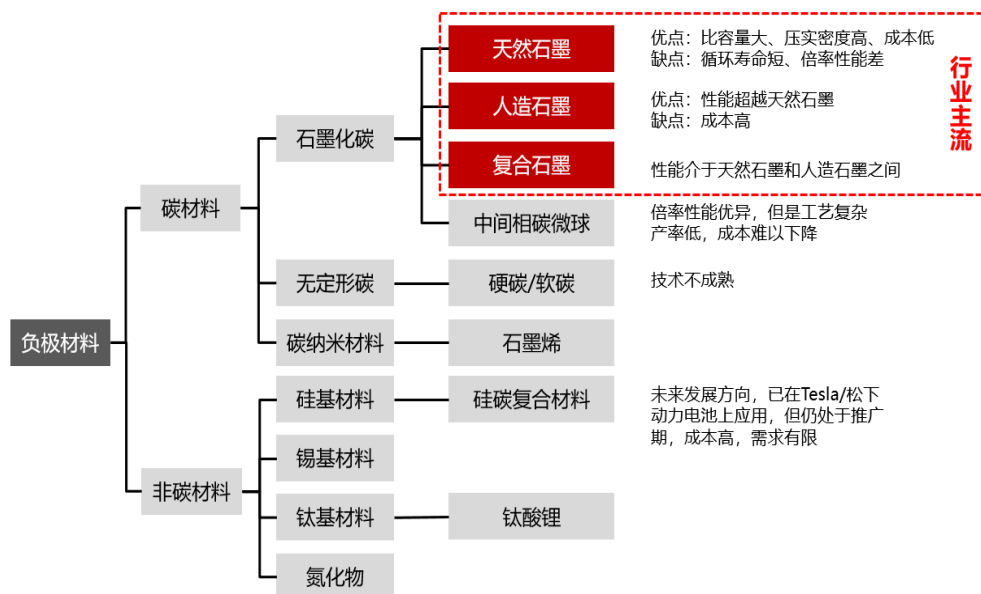 天然石墨
优点：比容量大、压实密度高、成本低
缺点：循环寿命短、倍率性能差
行业主流
人造石墨
优点：性能超越天然石墨
缺点：成本高
石墨化碳
复合石墨
性能介于天然石墨和人造石墨之间
碳材料
中间相碳微球
倍率性能优异，但是工艺复杂
产率低，成本难以下降
无定形碳
硬碳/软碳
技术不成熟
负极材料
碳纳米材料
石墨烯
硅基材料
硅碳复合材料
未来发展方向，已在Tesla/松下
动力电池上应用，但仍处于推广
期，成本高，需求有限
锡基材料
非碳材料
钛基材料
钛酸锂
氮化物